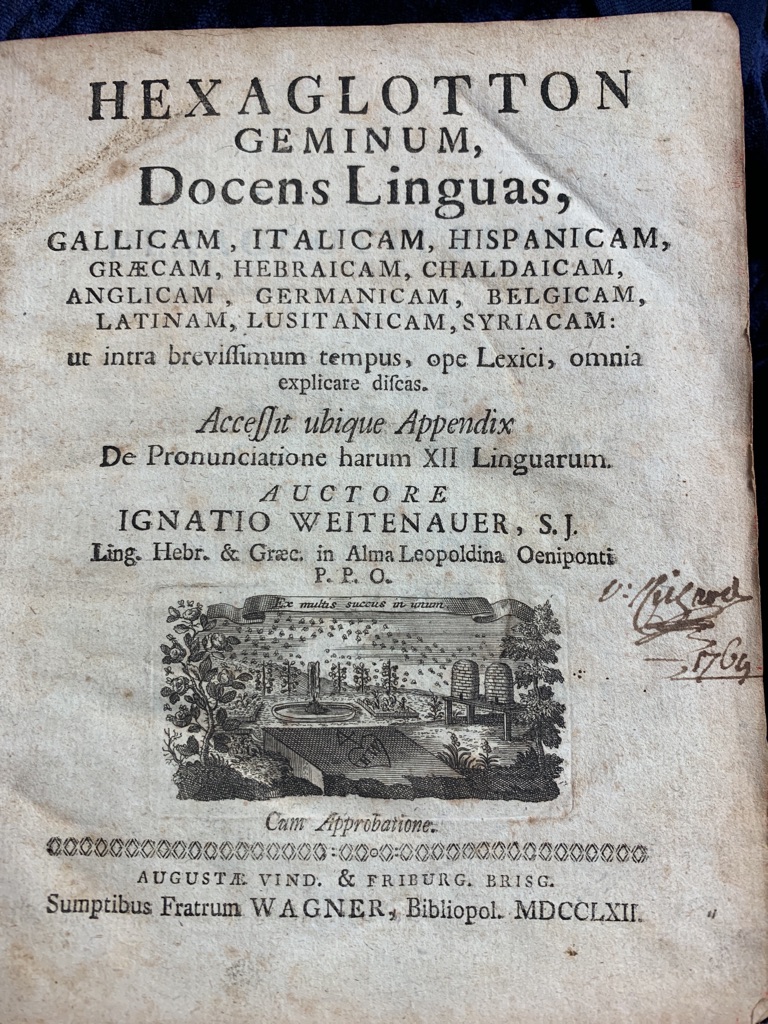 HEXAGLOTTON
GEMINUM,
Docens Linguas,
GALLICAM, ITALICAM, HISPANICAM,
GRÆCAM, HEBRAICAM, CHALDAICAM,
ANGLICAM, GERMANICAM, BELGICAM,
LATINAM, LUSITANICAM, SYRIACAM:
ut intra breviſſimum tempus, ope Lexici, omnia
explicare diſcas.
Acceſſit ubique Appendix
De Pronunciatione harum XII Linguarum.
AUCTORE
IGNATIO WEITENAUER, S.J.
Ling. Hebr. & Græc. in Alma Leopoldina Oeniponti
P. P. O.
Ex multis succus in unum
Cum Approbatione.
AUGUSTÆ VIND. & FRIBURG. BRISG.
Sumptibus Fratrum WAGNER, Bibliopol. MDCCLXII.